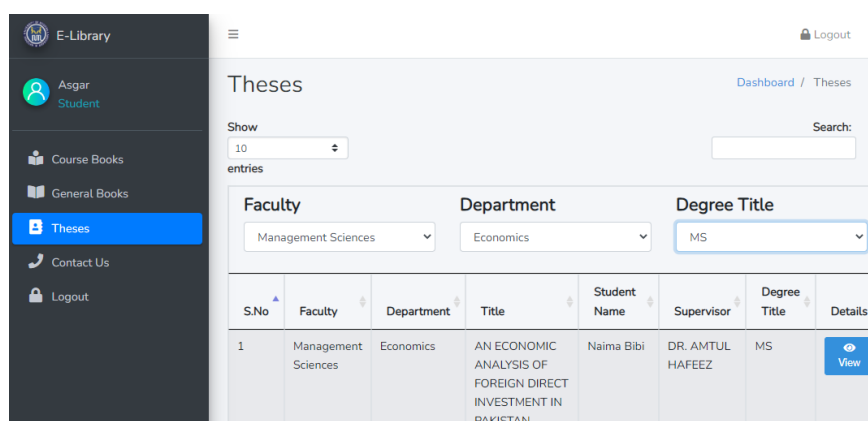 E-Library
Logout
Asgar
Student
Course Books
General Books
Theses
Contact Us
Logout
Theses
Dashboard / Theses
Show
10
entries
Search:
Faculty Department Degree Title
Management Sciences Economics MS
S.No Faculty Department Title Student Name Supervisor Degree Title Details
1 Management Economics AN ECONOMIC Naima Bibi DR. AMTUL MS View
Sciences ANALYSIS OF HAFEEZ
FOREIGN DIRECT
INVESTMENT IN
PAKISTAN